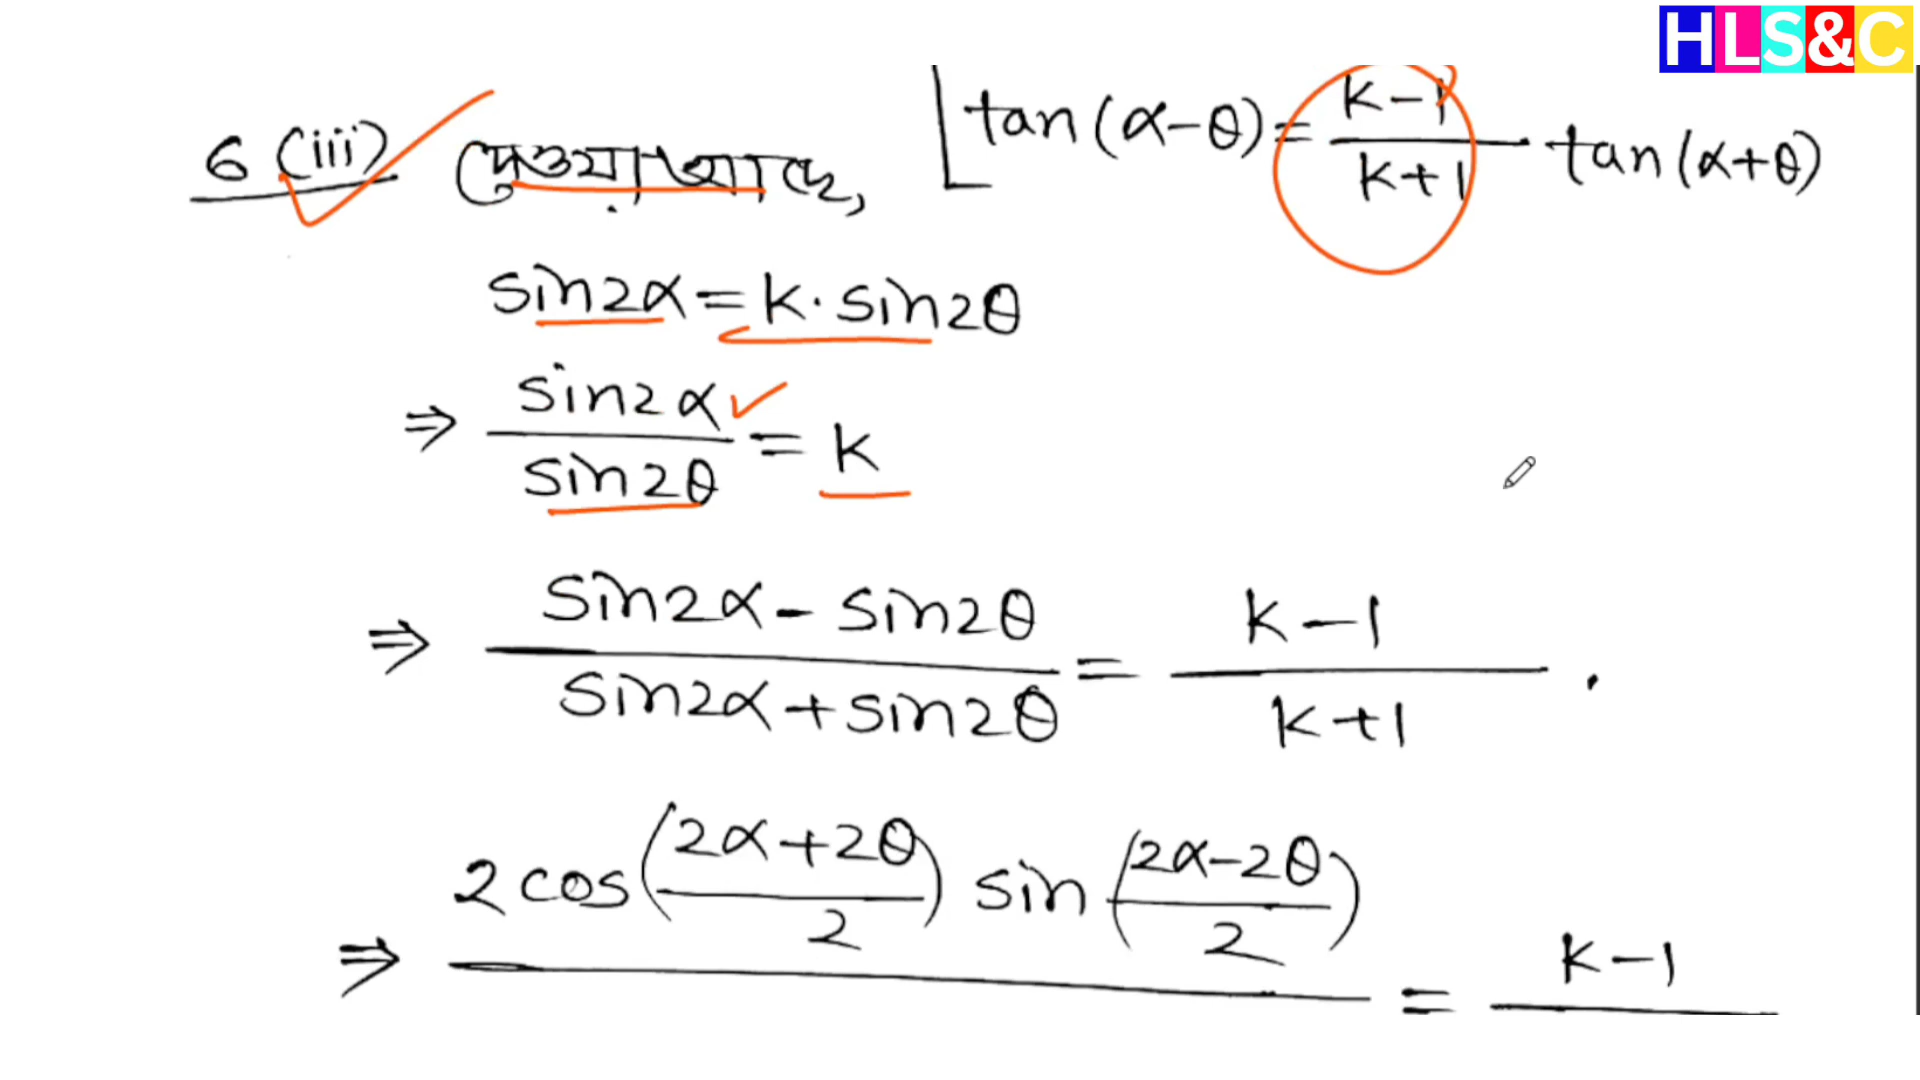 HLS&C
6 (iii) দেওয়া আছে,
tan(α-θ) = k-1/k+1 tan(α+θ)
sin2α = k·sin2θ
⇒ sin2α/sin2θ = k
⇒ sin2α - sin2θ/sin2α + sin2θ = k-1/k+1 .
⇒ 2cos(2α+2θ/2) sin(2α-2θ/2)/ = k-1/